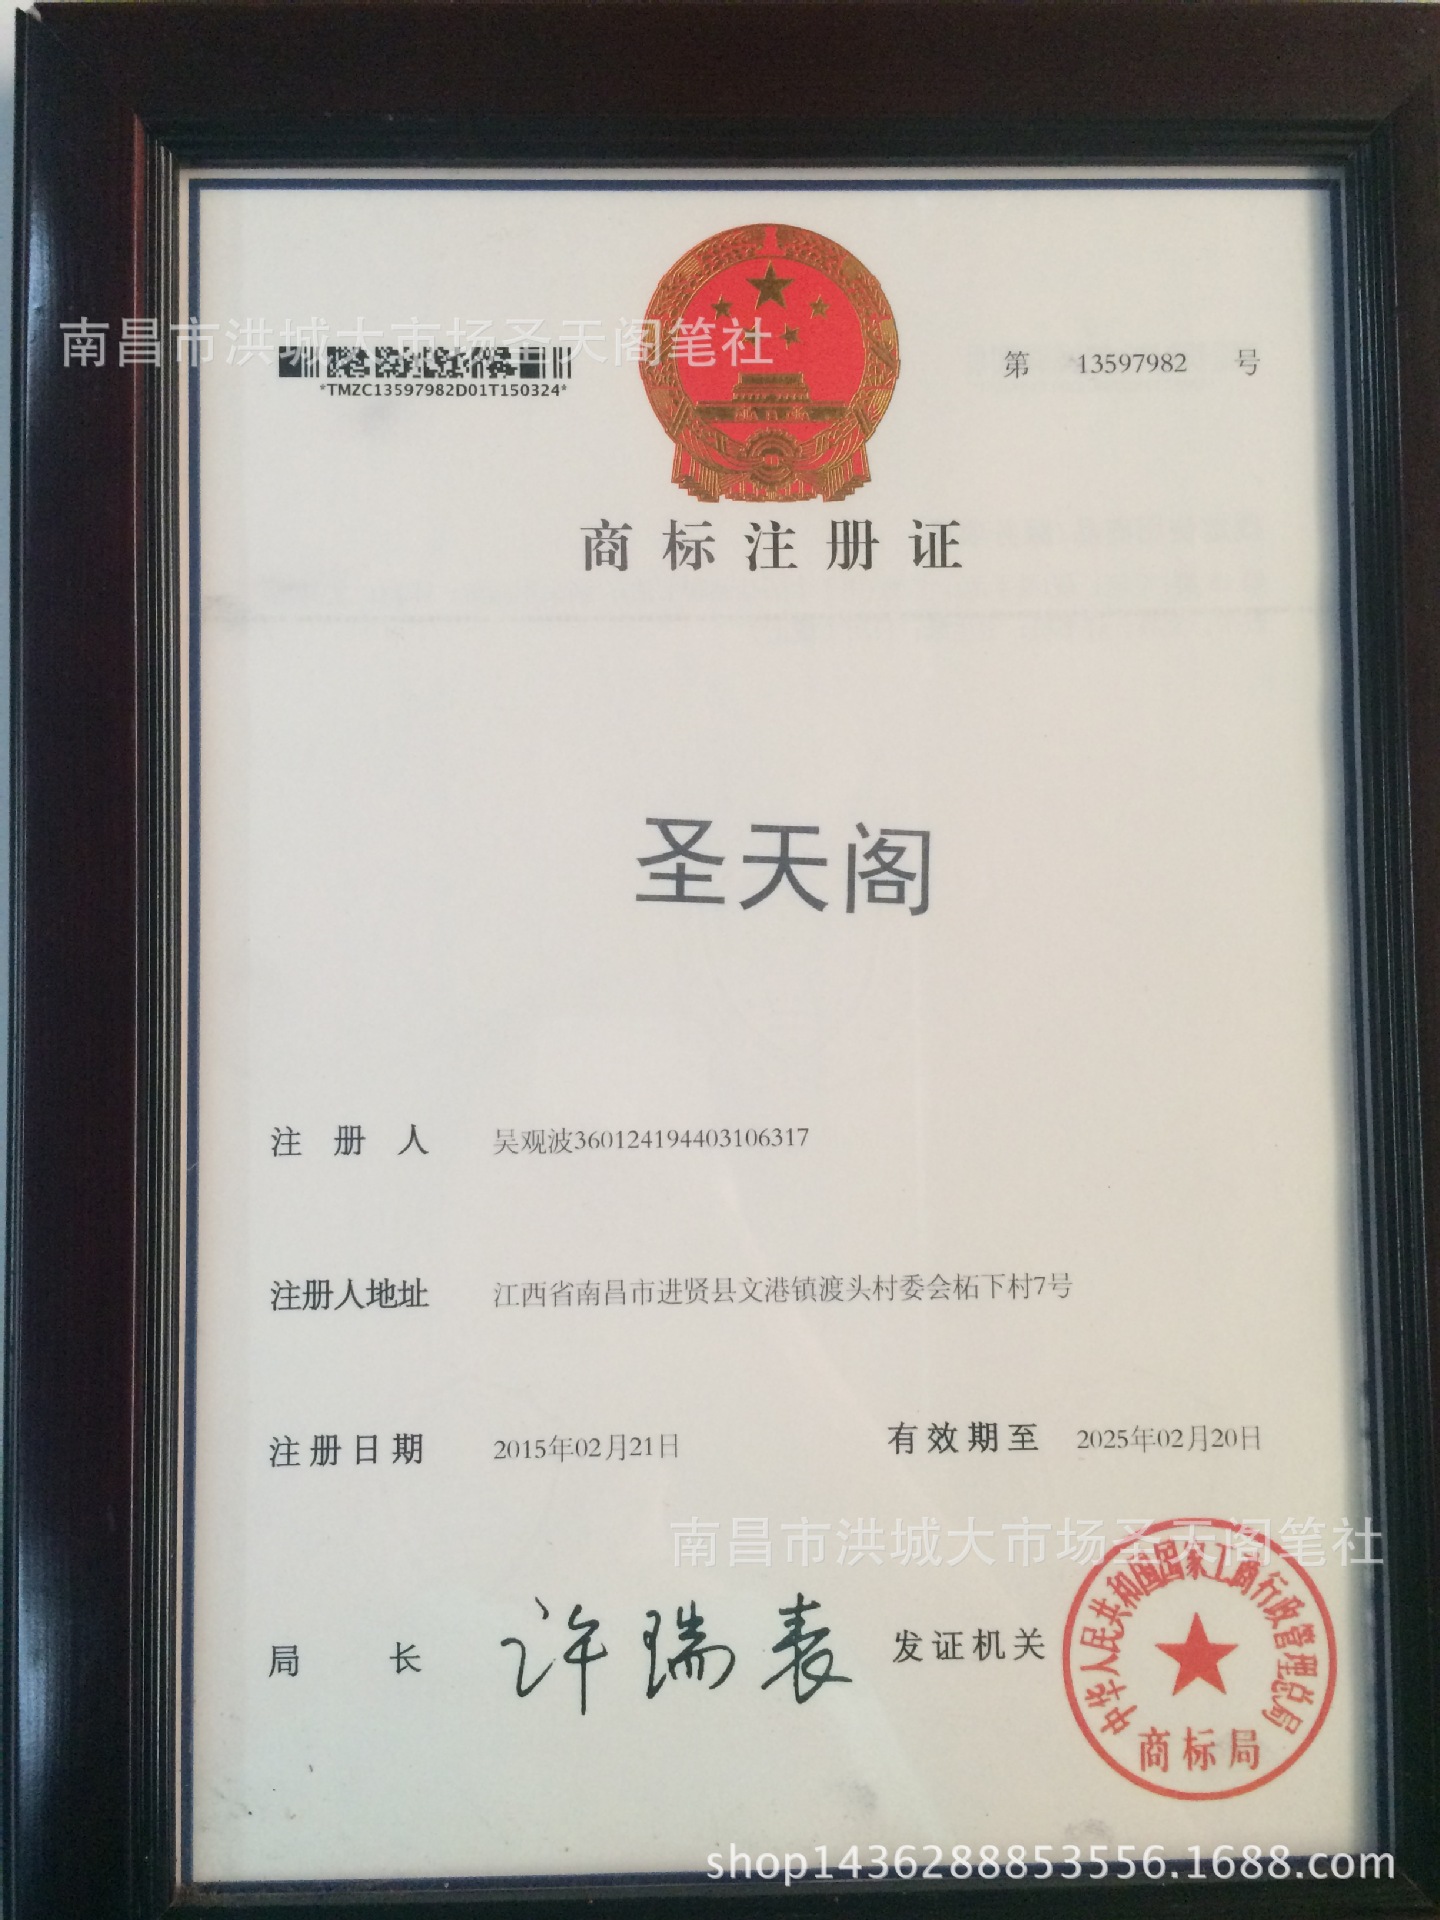 南昌市洪城大市场圣天阁笔社
*TMZC13597982D01T150324*
第 13597982 号
商标注册证
圣天阁
注册人 吴观波360124194403106317
注册人地址 江西省南昌市进贤县文港镇渡头村委会柘下村7号
注册日期 2015年02月21日 有效期至 2025年02月20日
南昌市洪城大市场圣天阁笔社
局长 许瑞表 发证机关
中华人民共和国国家工商行政管理总局
商标局
shop1436288853556.1688.com